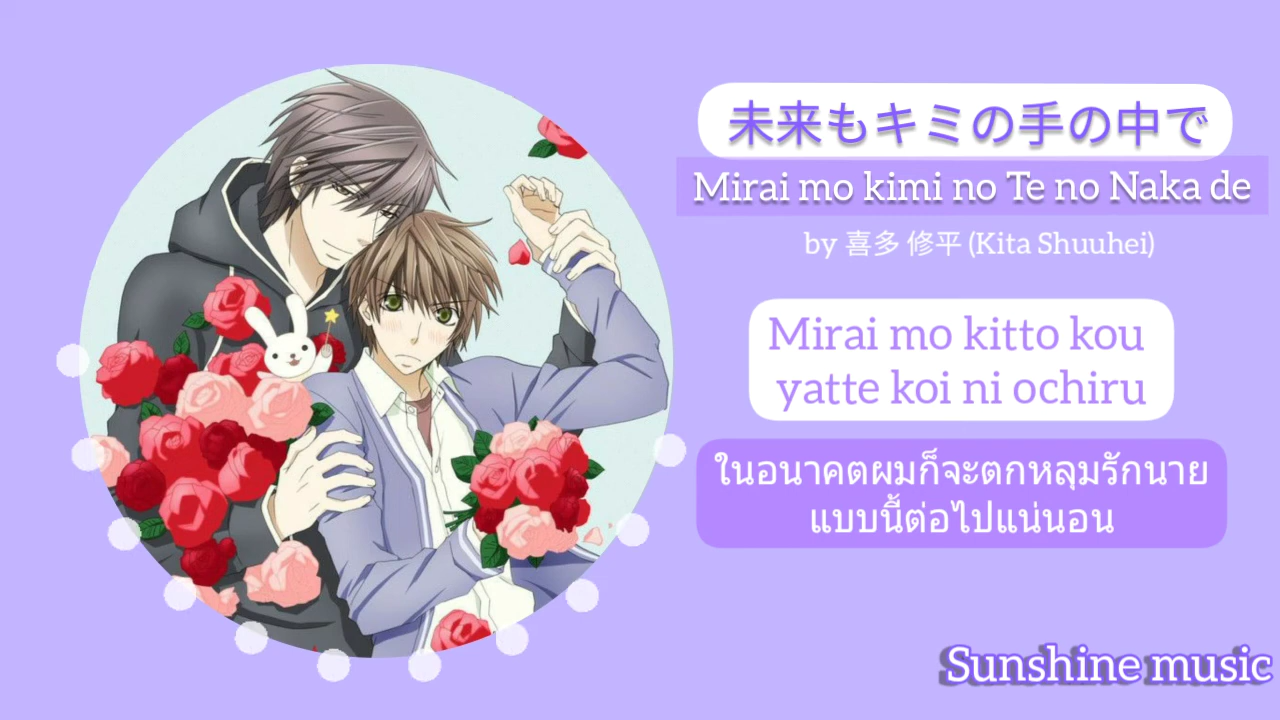 未来もキミの手の中で
Mirai mo kimi no Te no Naka de
by 喜多 修平 (Kita Shuuhei)
Mirai mo kitto kou
yatte koi ni ochiru
ในอนาคตผมก็จะตกหลุมรักนาย
แบบนี้ต่อไปแน่นอน
Sunshine music